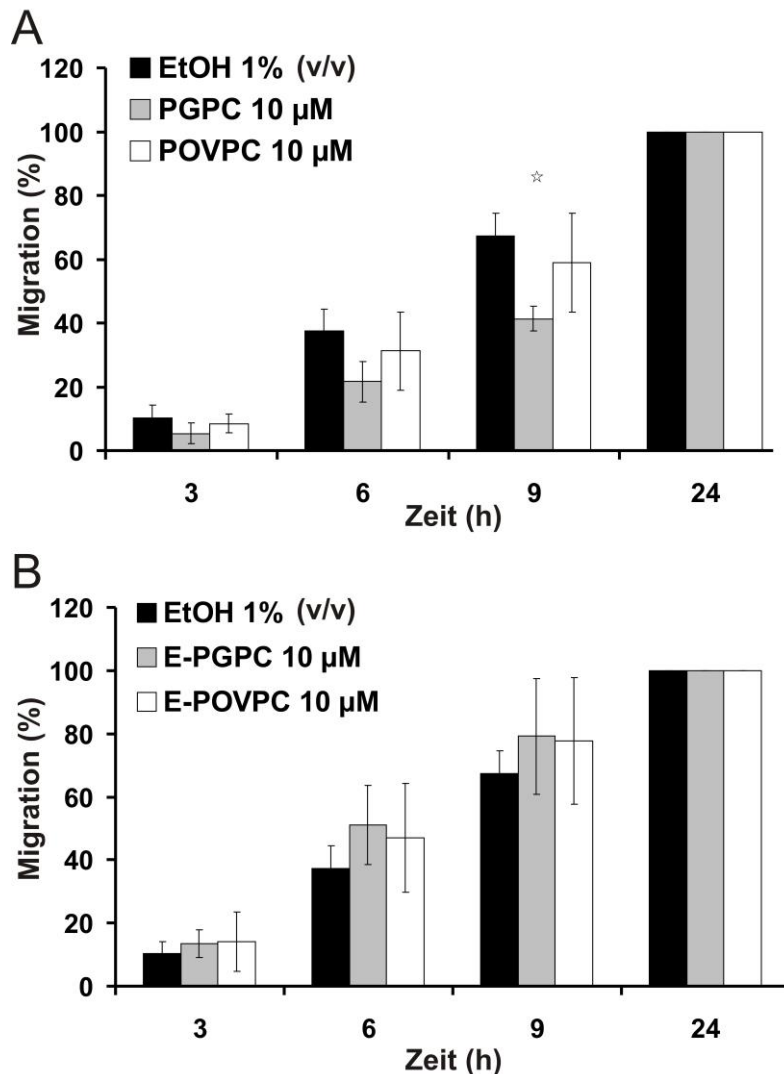 A
120
100
80
60
40
20
0
Migration (%)
EtOH 1% (v/v)
PGPC 10 µM
POVPC 10 µM
3 6 9 24
Zeit (h)
B
120
100
80
60
40
20
0
Migration (%)
EtOH 1% (v/v)
E-PGPC 10 µM
E-POVPC 10 µM
3 6 9 24
Zeit (h)